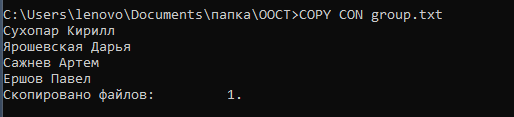 C:\Users\lenovo\Documents\папка\ООСТ>COPY CON group.txt
Сухопар Кирилл
Ярошевская Дарья
Сажнев Артем
Ершов Павел
Скопировано файлов:         1.